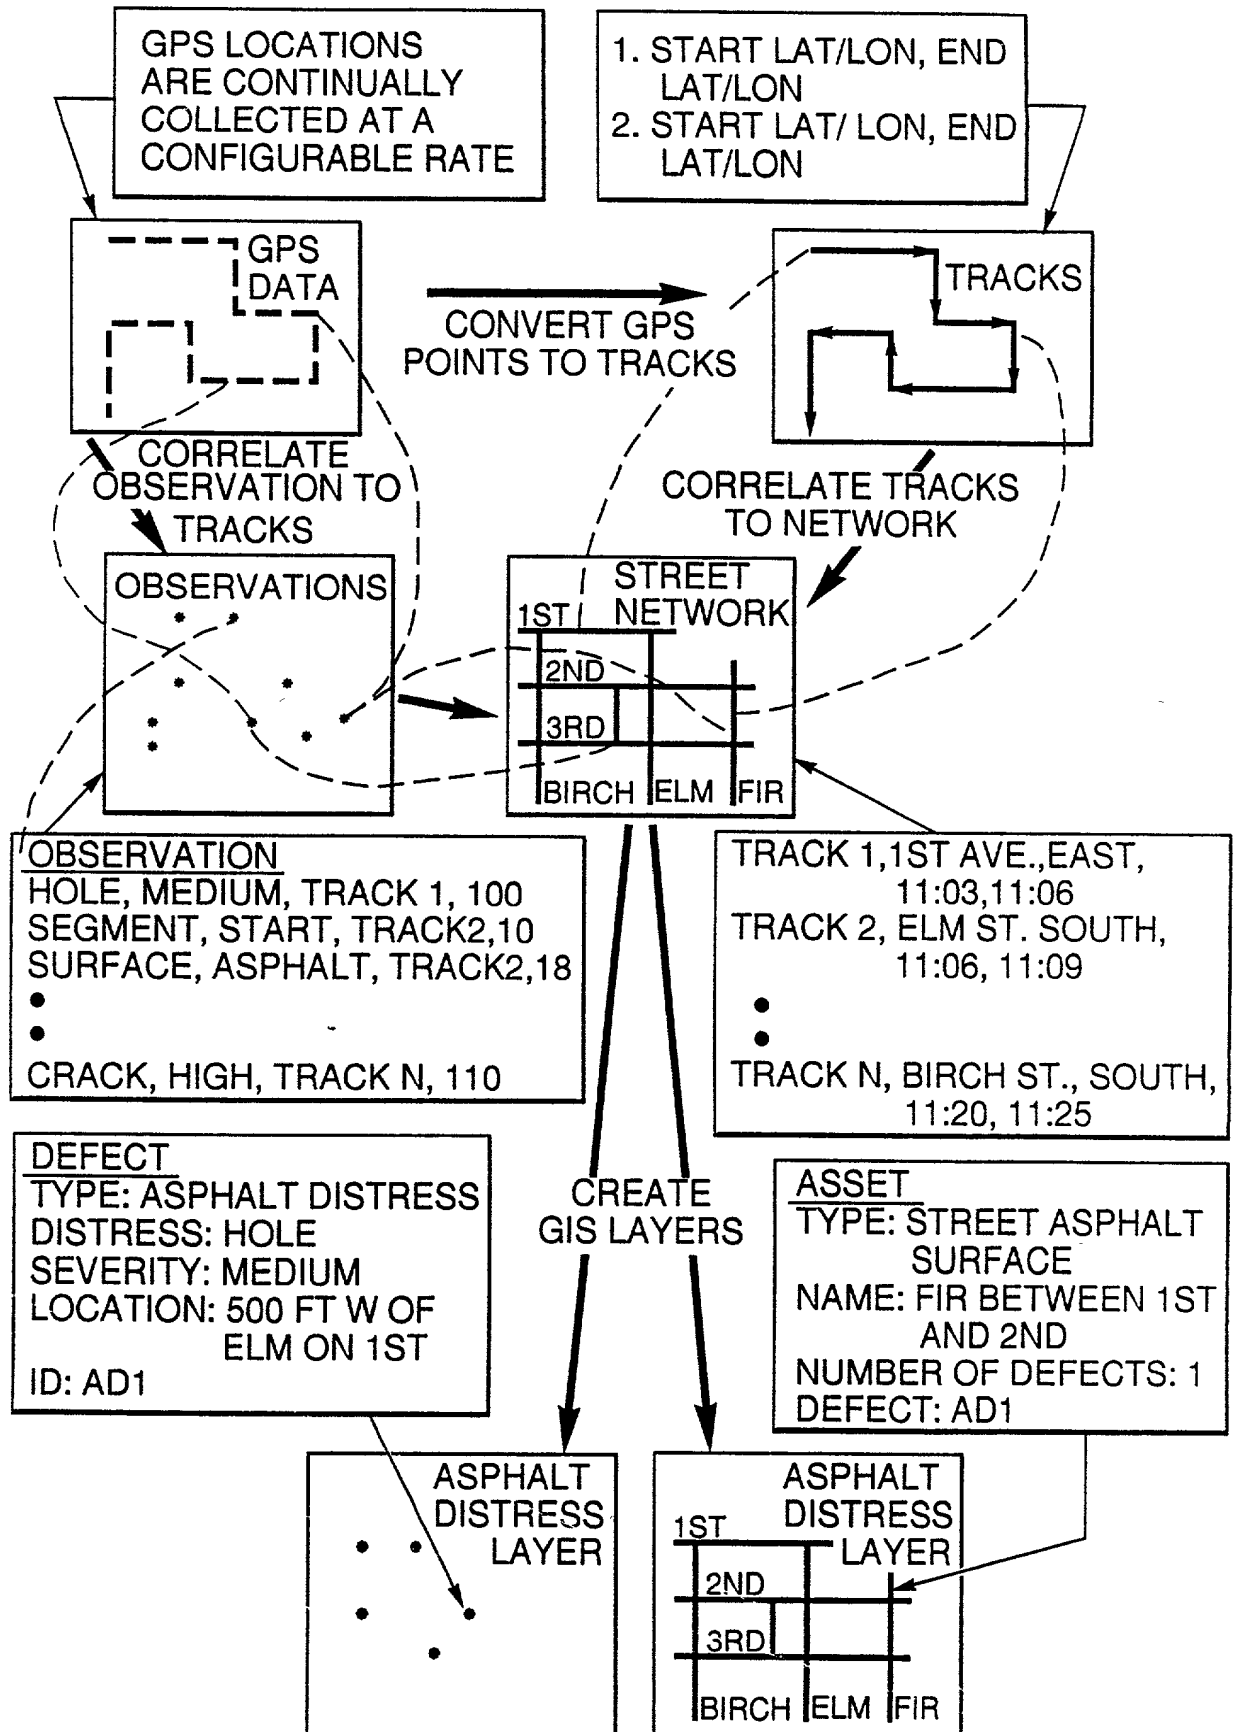 GPS LOCATIONS
ARE CONTINUALLY
COLLECTED AT A
CONFIGURABLE RATE
1. START LAT/LON, END
LAT/LON
2. START LAT/ LON, END
LAT/LON
GPS
DATA
CONVERT GPS
POINTS TO TRACKS
TRACKS
CORRELATE
OBSERVATION TO
TRACKS
CORRELATE TRACKS
TO NETWORK
OBSERVATIONS
STREET
NETWORK
1ST
2ND
3RD
BIRCH
ELM
FIR
OBSERVATION
HOLE, MEDIUM, TRACK 1, 100
SEGMENT, START, TRACK2,10
SURFACE, ASPHALT, TRACK2,18
CRACK, HIGH, TRACK N, 110
TRACK 1,1ST AVE.,EAST,
11:03,11:06
TRACK 2, ELM ST. SOUTH,
11:06, 11:09
TRACK N, BIRCH ST., SOUTH,
11:20, 11:25
DEFECT
TYPE: ASPHALT DISTRESS
DISTRESS: HOLE
SEVERITY: MEDIUM
LOCATION: 500 FT W OF
ELM ON 1ST
ID: AD1
CREATE
GIS LAYERS
ASSET
TYPE: STREET ASPHALT
SURFACE
NAME: FIR BETWEEN 1ST
AND 2ND
NUMBER OF DEFECTS: 1
DEFECT: AD1
ASPHALT
DISTRESS
LAYER
ASPHALT
DISTRESS
LAYER
1ST
2ND
3RD
BIRCH
ELM
FIR